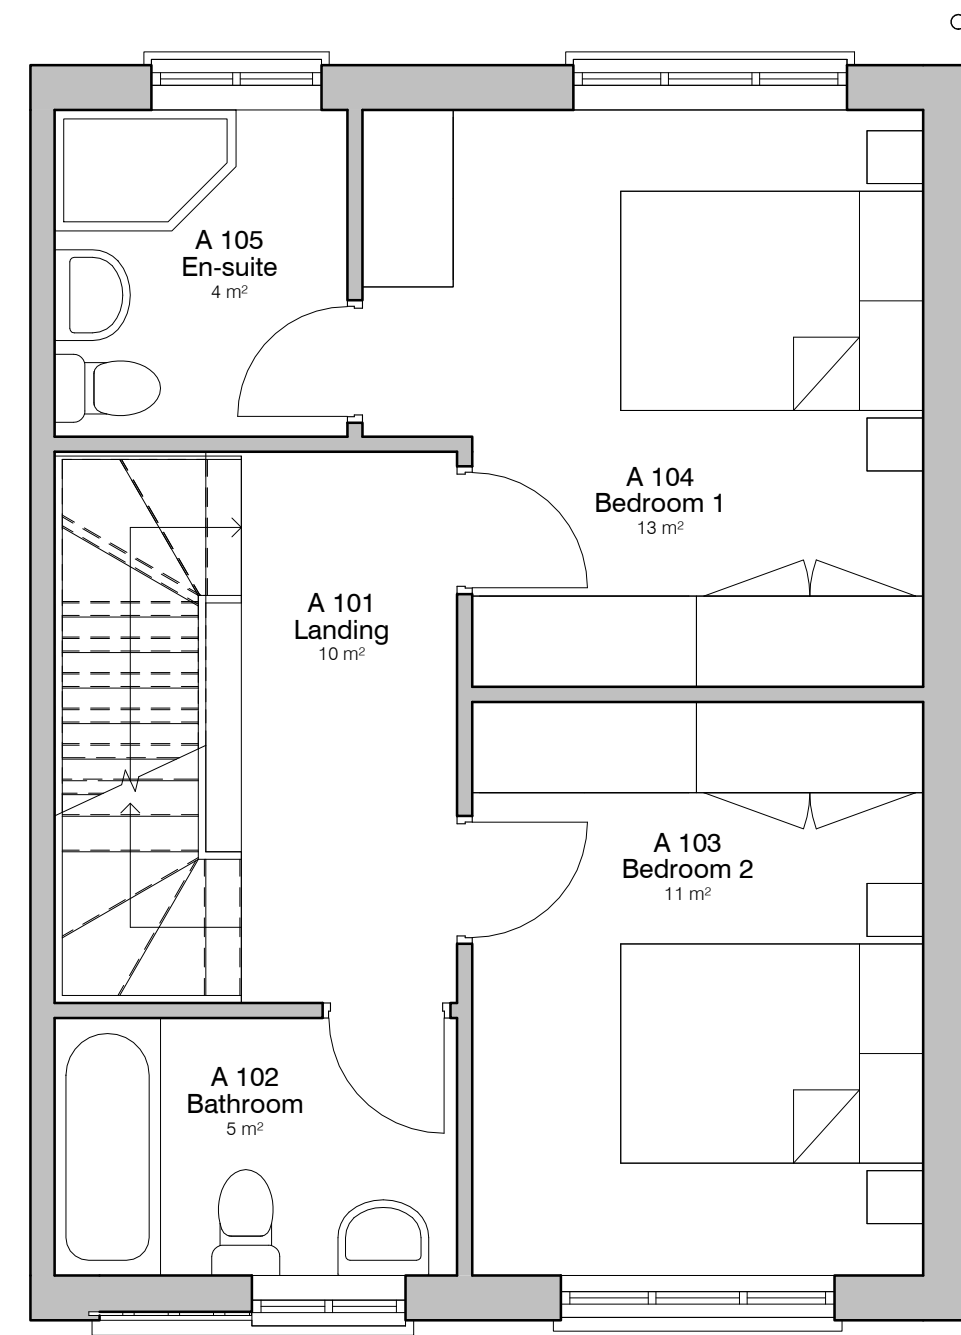 A 105
En-suite
4 m²
A 104
Bedroom 1
13 m²
A 101
Landing
10 m²
A 103
Bedroom 2
11 m²
A 102
Bathroom
5 m²